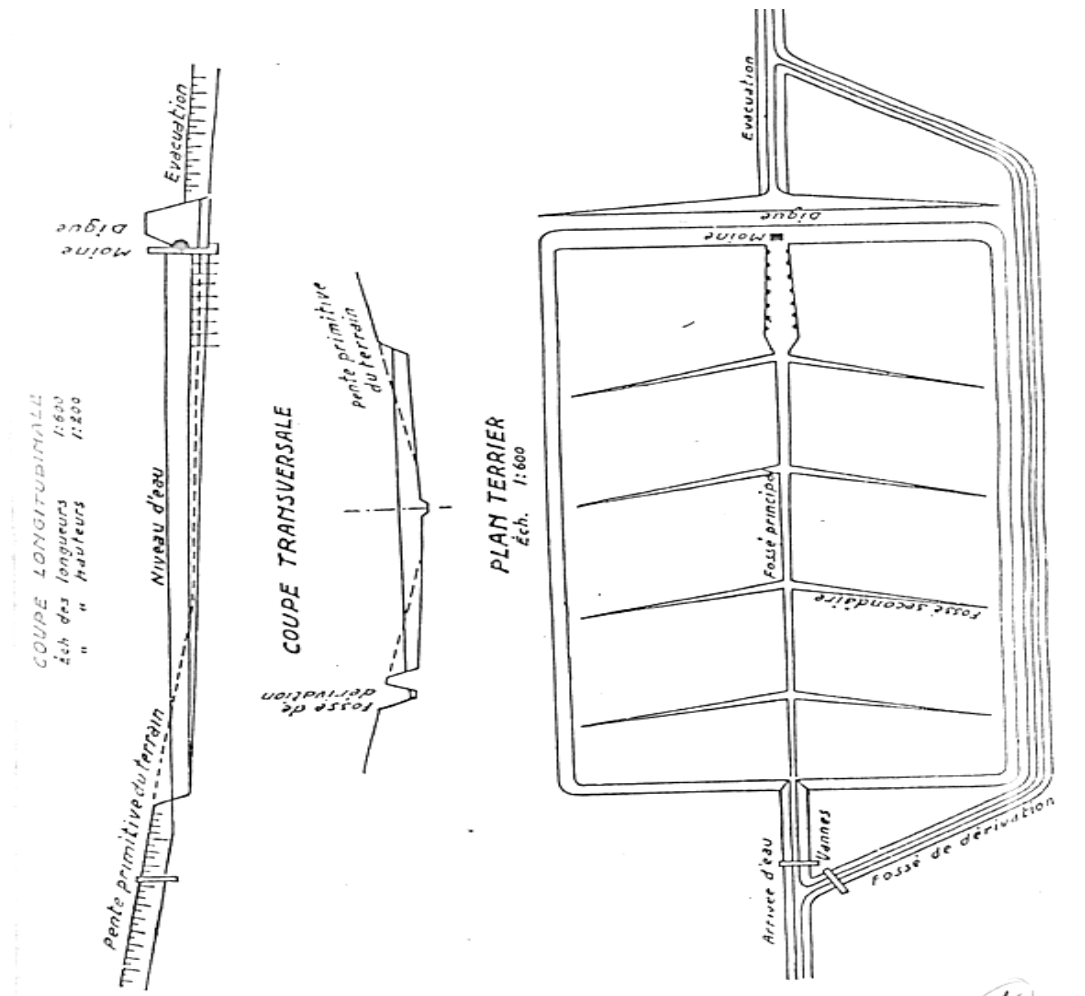 COUPE LONGITUDINALE
Éch des longueurs 1:600
" " hauteurs 1:200
Evacuation
Digue
Moine
Niveau d'eau
Pente primitive du terrain
COUPE TRANSVERSALE
pente primitive
du terrain
Fossé de
dérivation
PLAN TERRIER
Éch. 1:600
Evacuation
Digue
Moine
Fossé principal
Fossé secondaire
Arrivée d'eau
Vannes
Fossé de dérivation